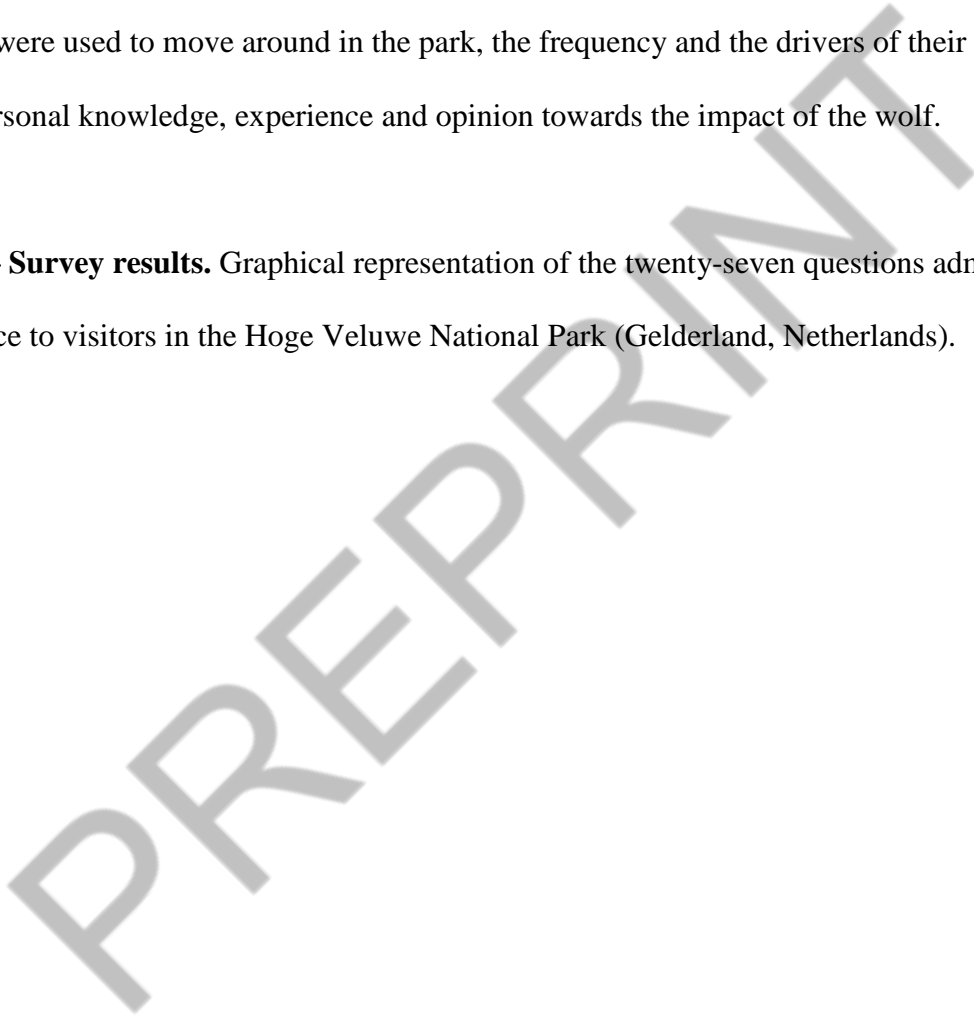 were used to move around in the park, the frequency and the drivers of their
rsonal knowledge, experience and opinion towards the impact of the wolf.
Survey results. Graphical representation of the twenty-seven questions adn
ce to visitors in the Hoge Veluwe National Park (Gelderland, Netherlands).
PREPRINT